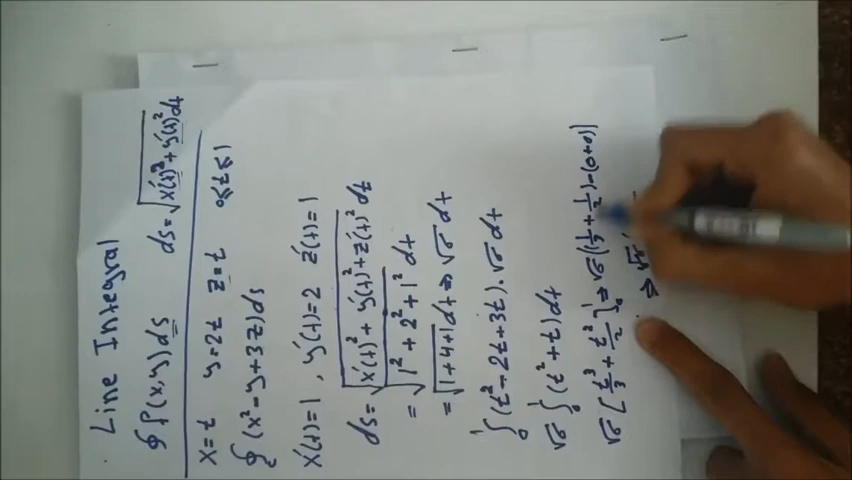 Line Integral
∮ f(x,y)ds ds=√(x'(t)²+y'(t)²)dt
x=t y=2t z=t 0≤t≤1
∮c (x²-y+3z)ds
x'(t)=1, y'(t)=2 z'(t)=1
ds=√(x'(t)²+y'(t)²+z'(t)²)dt
=√(1²+2²+1²) dt
=√(1+4+1)dt⇒√6 dt
∫₀¹(t²-2t+3t).√6 dt
√6 ∫₀¹(t²+t)dt
√6[t³/3+t²/2]₀¹⇒√6((1/3+1/2)-(0+0))
⇒√6